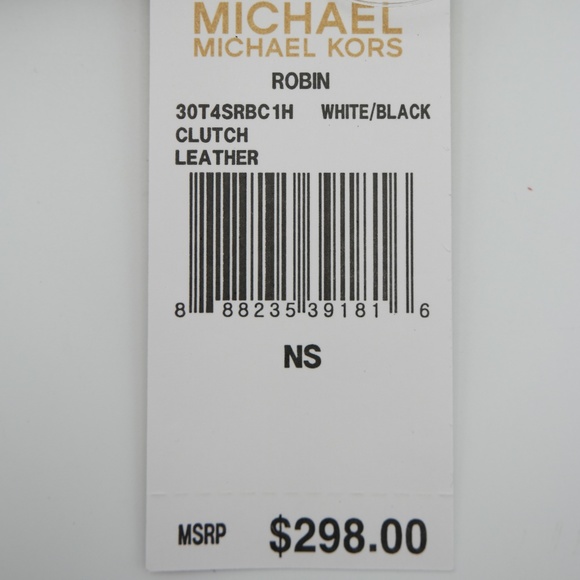 MICHAEL
MICHAEL KORS
ROBIN
30T4SRBC1H WHITE/BLACK
CLUTCH
LEATHER
8 88235 39181 6
NS
MSRP $298.00